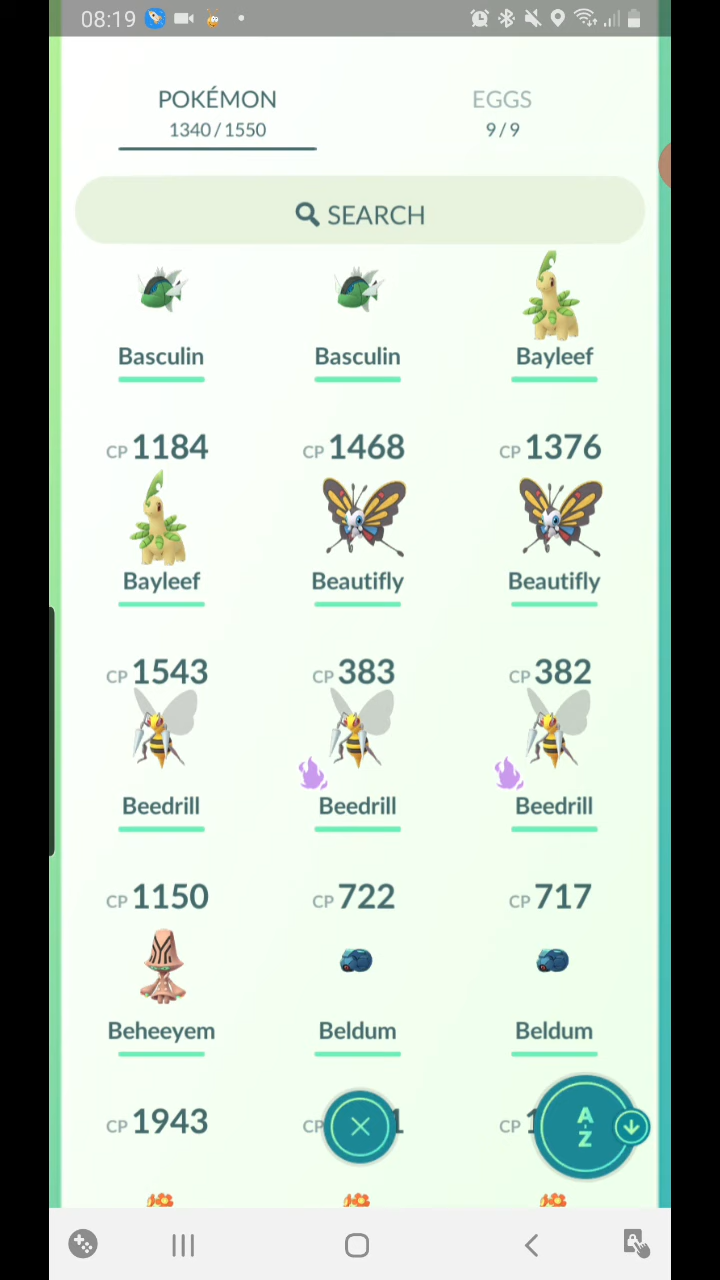 08:19
POKÉMON EGGS
1340 / 1550 9 / 9
SEARCH
Basculin Basculin Bayleef
CP 1184 CP 1468 CP 1376
Bayleef Beautifly Beautifly
CP 1543 CP 383 CP 382
Beedrill Beedrill Beedrill
CP 1150 CP 722 CP 717
Beheeyem Beldum Beldum
CP 1943 CP CP
A-Z